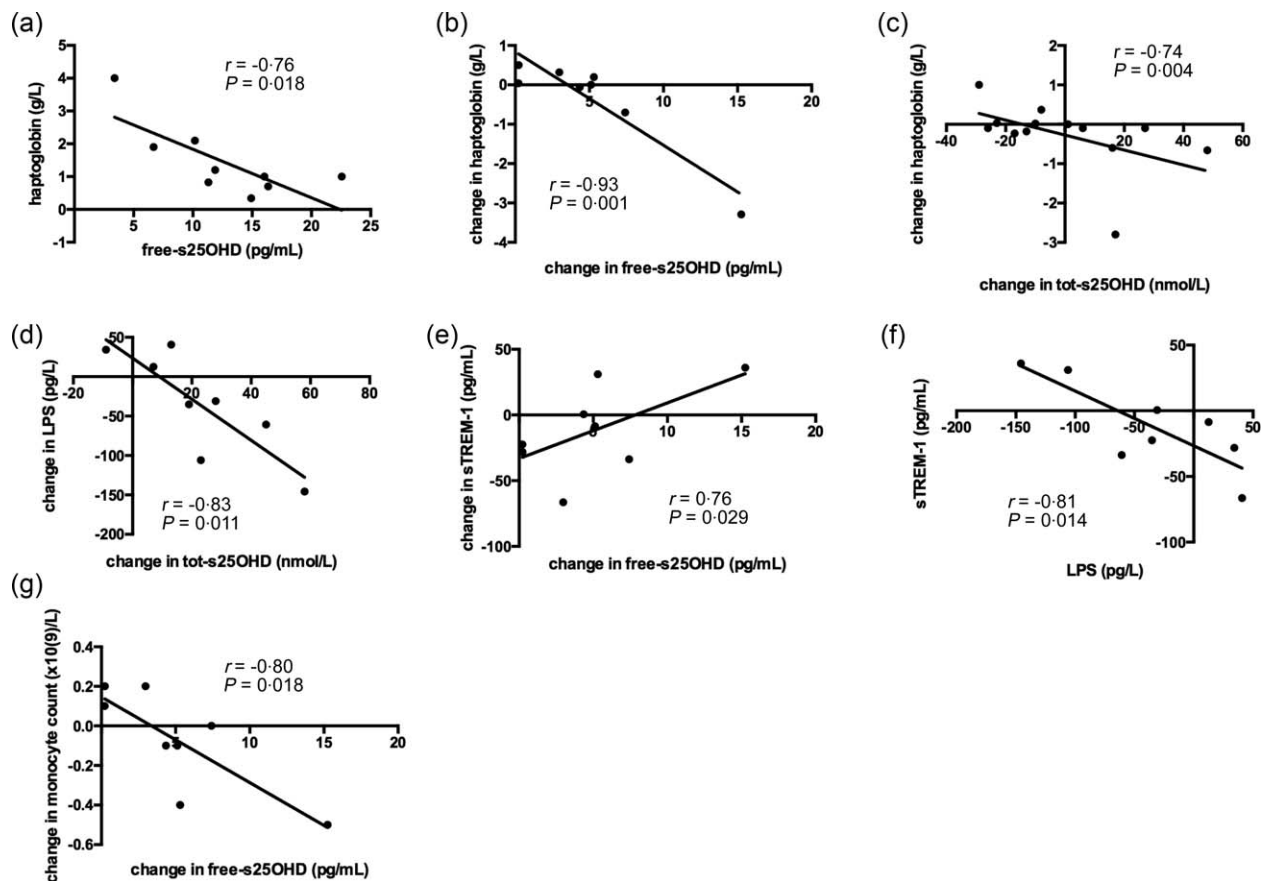 (a)
haptoglobin (g/L)
5
4
3
2
1
0
-1
r = -0·76
P = 0·018
5
10
15
20
25
free-s25OHD (pg/mL)
(b)
change in haptoglobin (g/L)
1
0
-1
-2
-3
-4
5
10
15
20
r = -0·93
P = 0·001
change in free-s25OHD (pg/mL)
(c)
change in haptoglobin (g/L)
2
1
-1
-2
-3
r = -0·74
P = 0·004
-40
-20
20
40
60
change in tot-s25OHD (nmol/L)
(d)
change in LPS (pg/L)
50
-50
-100
-150
-200
-20
20
40
60
80
r = -0·83
P = 0·011
change in tot-s25OHD (nmol/L)
(e)
change in sTREM-1 (pg/mL)
50
0
-50
-100
5
10
15
20
r = 0·76
P = 0·029
change in free-s25OHD (pg/mL)
(f)
sTREM-1 (pg/mL)
50
-50
-100
-200
-150
-100
-50
50
r = -0·81
P = 0·014
LPS (pg/L)
(g)
change in monocyte count (x10(9)/L)
0.4
0.2
0.0
-0.2
-0.4
-0.6
r = -0·80
P = 0·018
5
10
15
20
change in free-s25OHD (pg/mL)